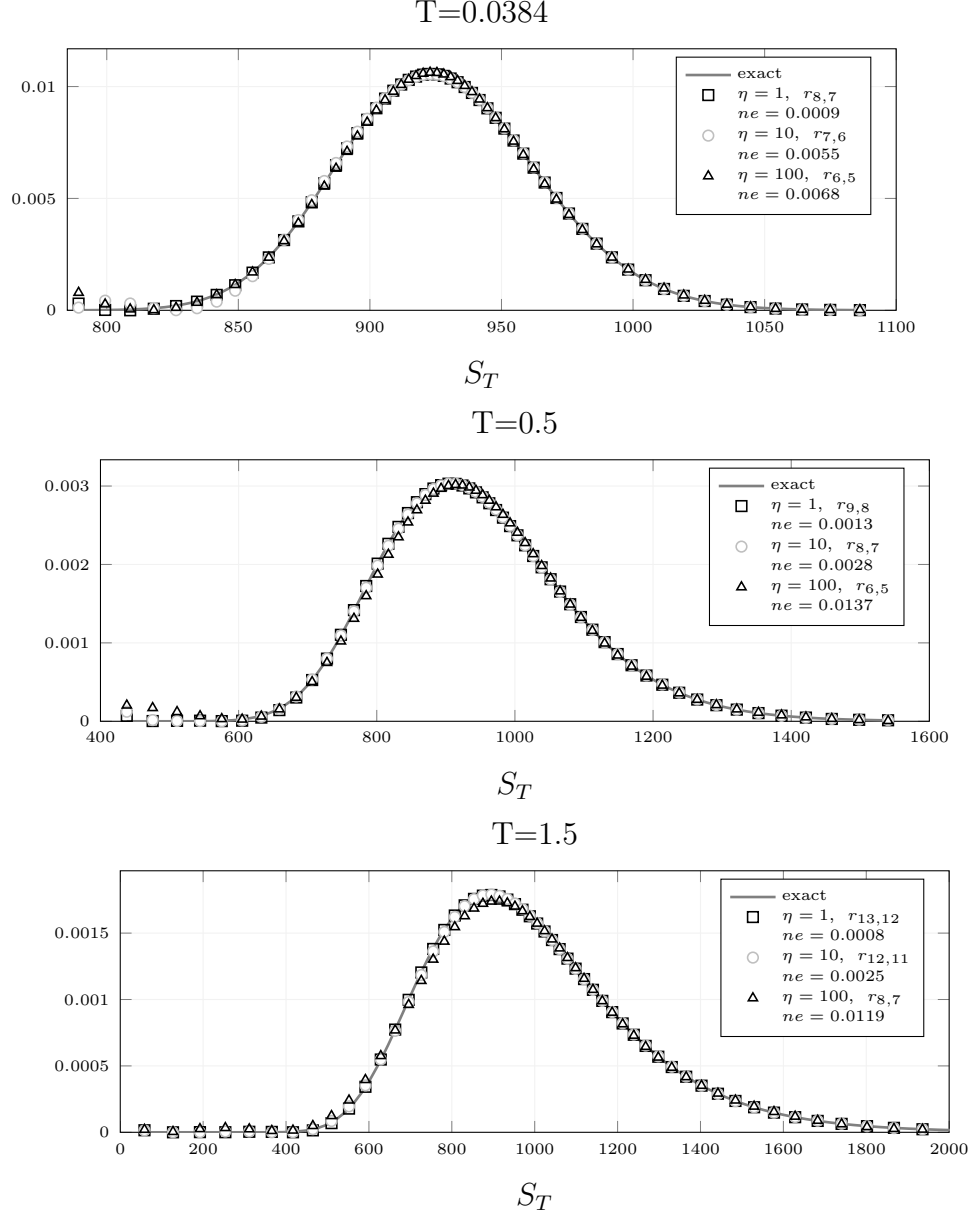 T=0.0384
0.01
0.005
0
exact
η = 1, r8,7
ne = 0.0009
η = 10, r7,6
ne = 0.0055
η = 100, r6,5
ne = 0.0068
800 850 900 950 1000 1050 1100
S_T
T=0.5
0.003
0.002
0.001
0
exact
η = 1, r9,8
ne = 0.0013
η = 10, r8,7
ne = 0.0028
η = 100, r6,5
ne = 0.0137
400 600 800 1000 1200 1400 1600
S_T
T=1.5
0.0015
0.001
0.0005
0
exact
η = 1, r13,12
ne = 0.0008
η = 10, r12,11
ne = 0.0025
η = 100, r8,7
ne = 0.0119
0 200 400 600 800 1000 1200 1400 1600 1800 2000
S_T